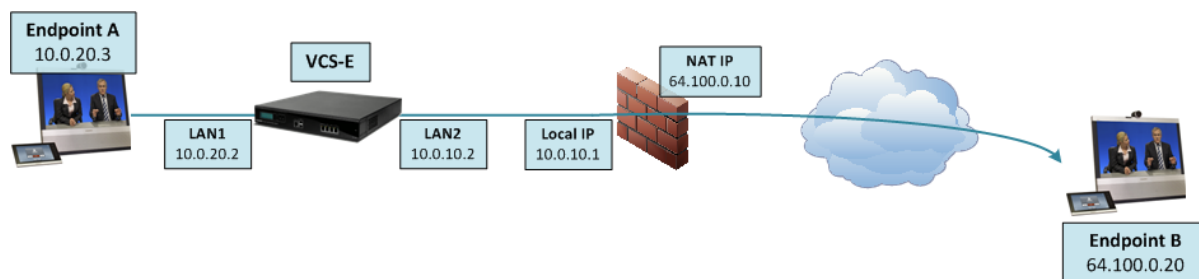 Endpoint A
10.0.20.3
VCS-E
LAN1
10.0.20.2
LAN2
10.0.10.2
Local IP
10.0.10.1
NAT IP
64.100.0.10
Endpoint B
64.100.0.20